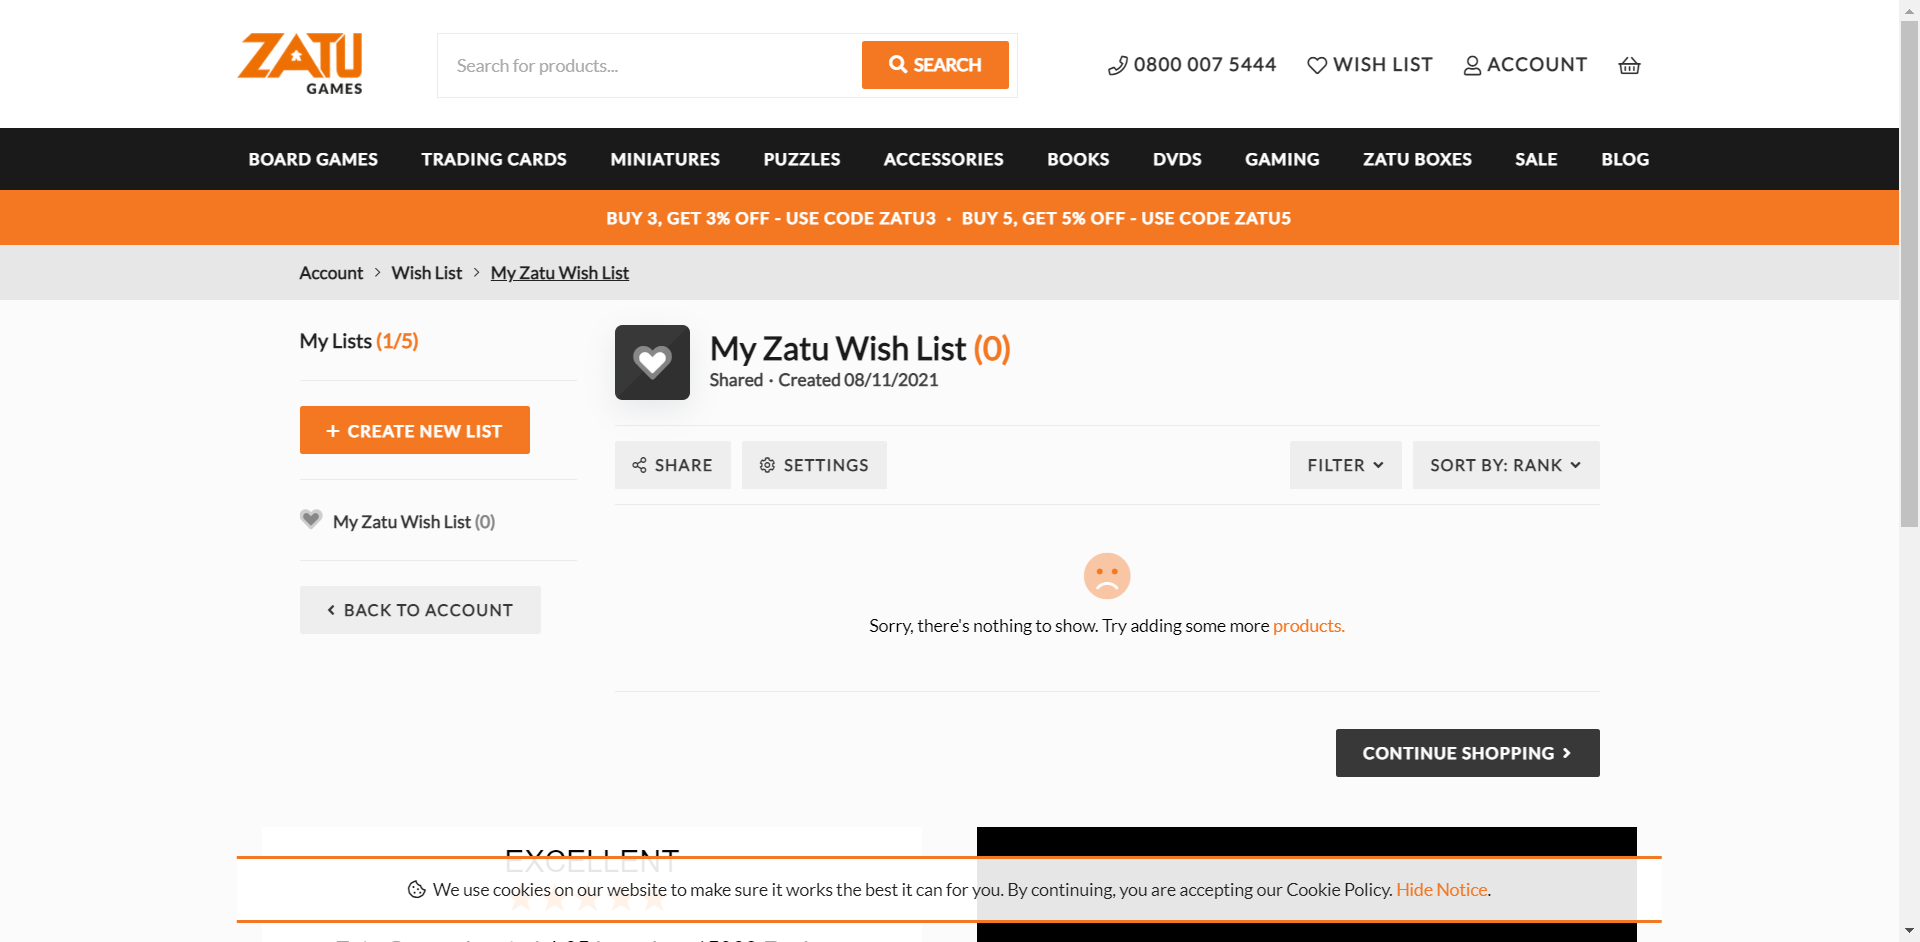 ZATU
GAMES
Search for products...
SEARCH
0800 007 5444
WISH LIST
ACCOUNT
BOARD GAMES
TRADING CARDS
MINIATURES
PUZZLES
ACCESSORIES
BOOKS
DVDS
GAMING
ZATU BOXES
SALE
BLOG
BUY 3, GET 3% OFF - USE CODE ZATU3 · BUY 5, GET 5% OFF - USE CODE ZATU5
Account > Wish List > My Zatu Wish List
My Lists (1/5)
+ CREATE NEW LIST
My Zatu Wish List (0)
BACK TO ACCOUNT
My Zatu Wish List (0)
Shared · Created 08/11/2021
SHARE
SETTINGS
FILTER
SORT BY: RANK
Sorry, there's nothing to show. Try adding some more products.
CONTINUE SHOPPING
EXCELLENT
We use cookies on our website to make sure it works the best it can for you. By continuing, you are accepting our Cookie Policy. Hide Notice.